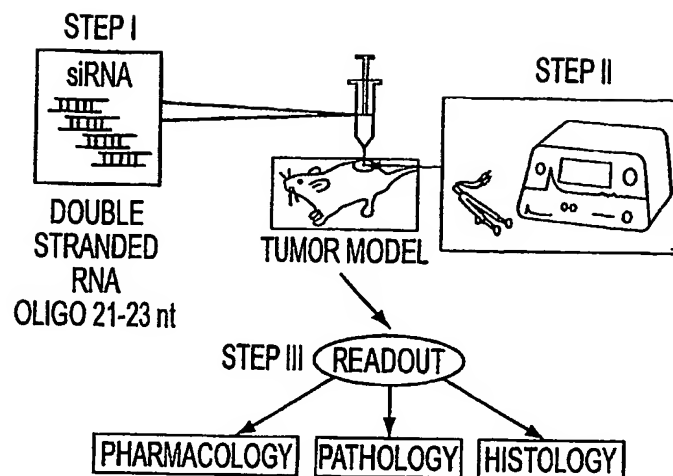 STEP I
siRNA
DOUBLE
STRANDED
RNA
OLIGO 21-23 nt
STEP II
TUMOR MODEL
STEP III
READOUT
PHARMACOLOGY
PATHOLOGY
HISTOLOGY